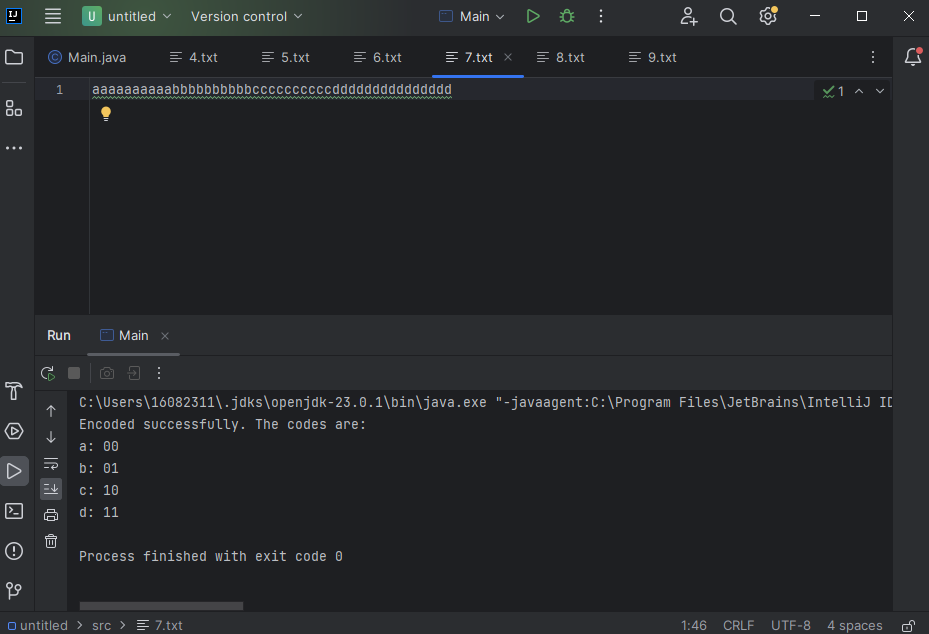 U untitled Version control Main
Main.java 4.txt 5.txt 6.txt 7.txt 8.txt 9.txt
1 aaaaaaaaaabbbbbbbbbbccccccccccddddddddddddddd 1
Run Main
C:\Users\16082311\.jdks\openjdk-23.0.1\bin\java.exe "-javaagent:C:\Program Files\JetBrains\IntelliJ ID
Encoded successfully. The codes are:
a: 00
b: 01
c: 10
d: 11
Process finished with exit code 0
untitled > src > 7.txt 1:46 CRLF UTF-8 4 spaces